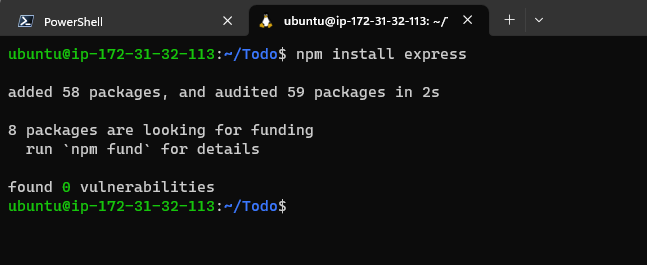 PowerShell
ubuntu@ip-172-31-32-113: ~/T
ubuntu@ip-172-31-32-113:~/Todo$ npm install express
added 58 packages, and audited 59 packages in 2s
8 packages are looking for funding
run `npm fund` for details
found 0 vulnerabilities
ubuntu@ip-172-31-32-113:~/Todo$